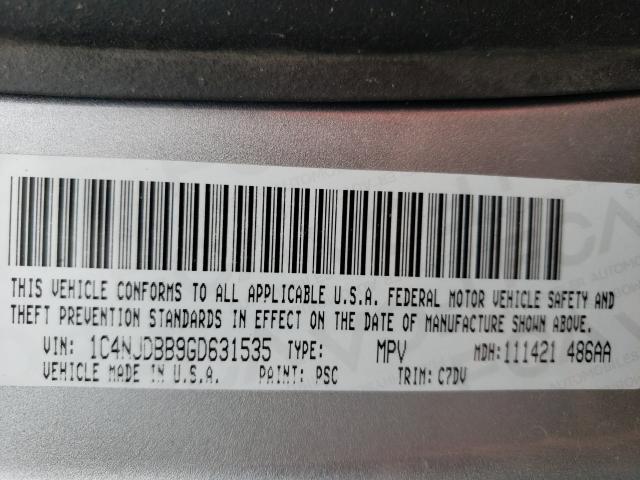 THIS VEHICLE CONFORMS TO ALL APPLICABLE U.S.A. FEDERAL MOTOR VEHICLE SAFETY AND
THEFT PREVENTION STANDARDS IN EFFECT ON THE DATE OF MANUFACTURE SHOWN ABOVE.
VIN: 1C4NJDBB9GD631535 TYPE: MPV MDH:111421 486AA
VEHICLE MADE IN U.S.A. PAINT: PSC TRIM: C7DV